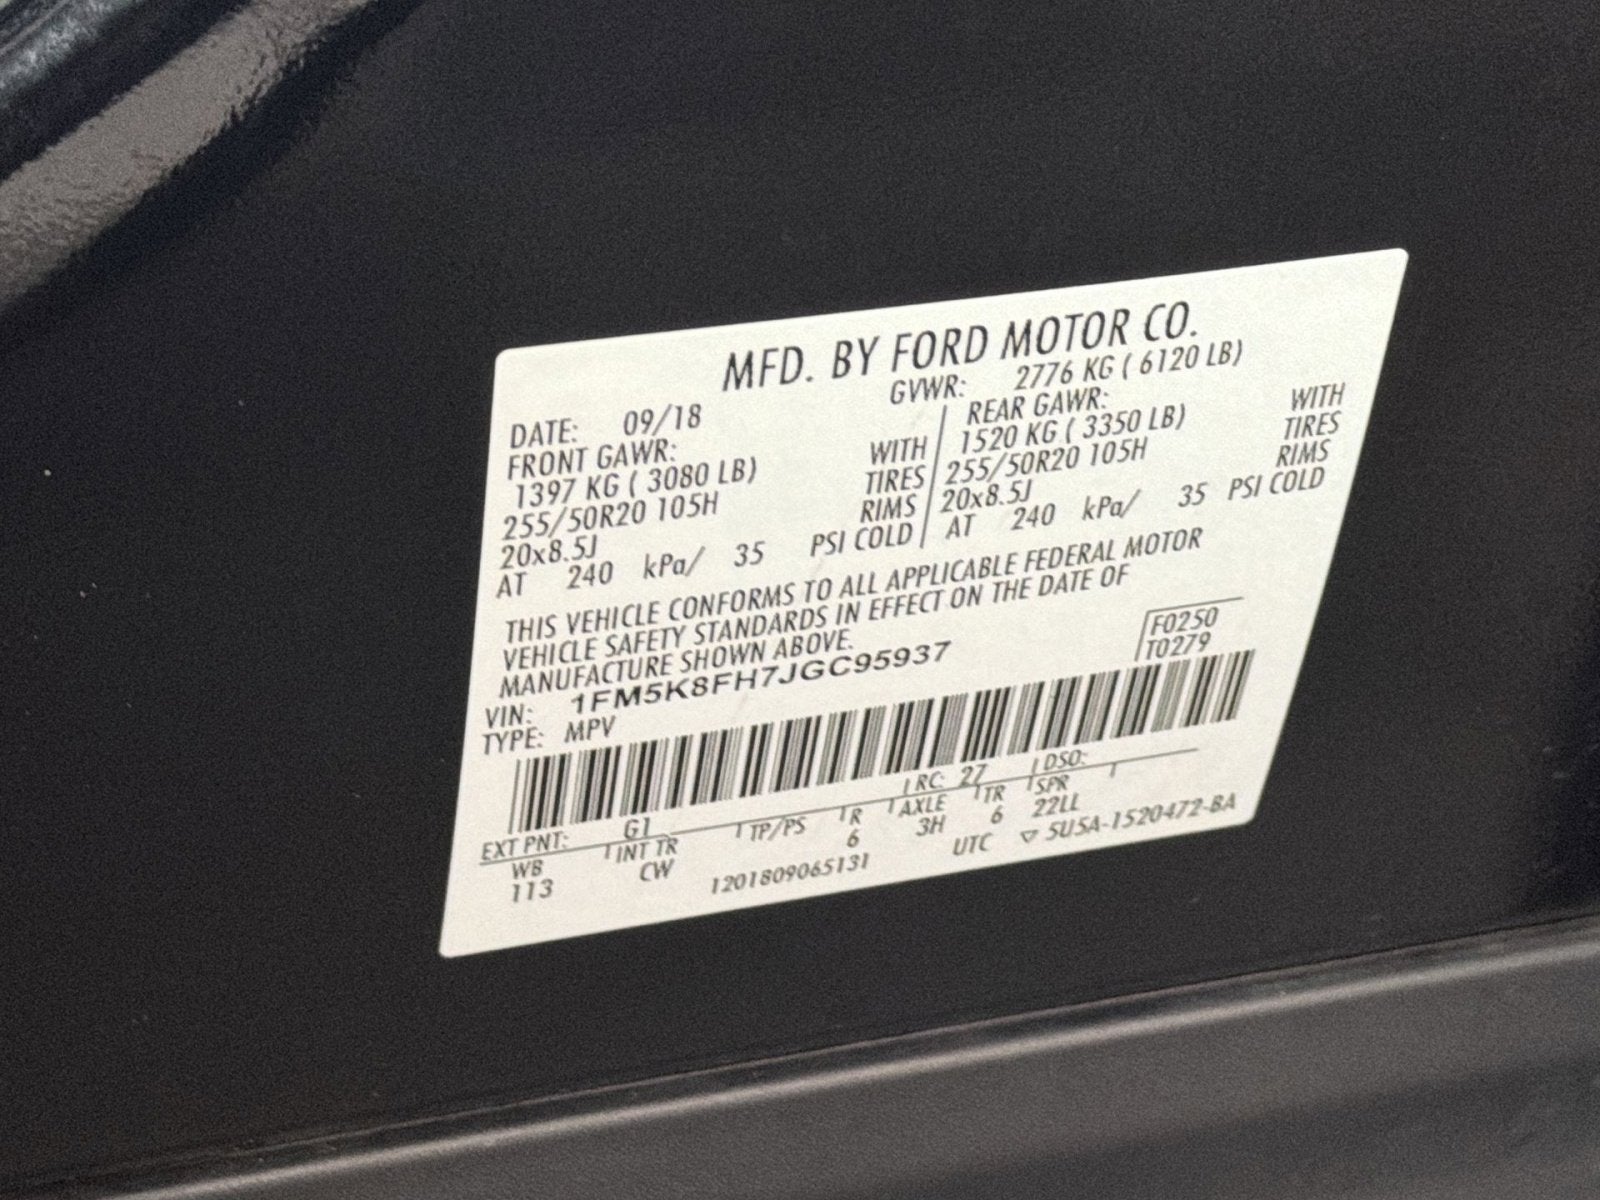 MFD. BY FORD MOTOR CO.
DATE: 09/18 GVWR: 2776 KG ( 6120 LB)
FRONT GAWR: REAR GAWR:
1397 KG ( 3080 LB) WITH 1520 KG ( 3350 LB) WITH
255/50R20 105H TIRES 255/50R20 105H TIRES
20x8.5J RIMS 20x8.5J RIMS
AT 240 kPa/ 35 PSI COLD AT 240 kPa/ 35 PSI COLD
THIS VEHICLE CONFORMS TO ALL APPLICABLE FEDERAL MOTOR
VEHICLE SAFETY STANDARDS IN EFFECT ON THE DATE OF
MANUFACTURE SHOWN ABOVE.
F0250
VIN: 1FM5K8FH7JGC95937 T0279
TYPE: MPV
EXT PNT: G1 RC: 27 DSO:
WB INT TR TP/PS R AXLE TR SPR
113 CW 6 3H 6 22LL
1201809065131 UTC ▽ 5U5A-1520472-BA